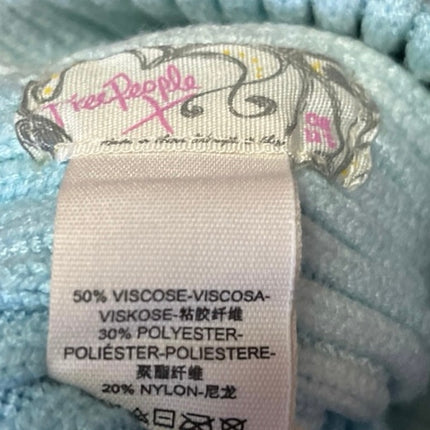 Free People
50% VISCOSE-VISCOSA-
VISKOSE-粘胶纤维
30% POLYESTER-
POLIÉSTER-POLIESTERE-
聚酯纤维
20% NYLON-尼龙